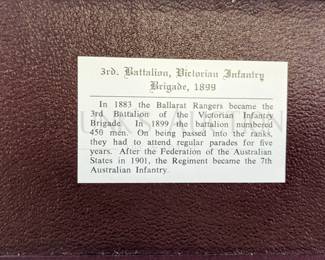 3rd. Battalion, Victorian Infantry
Brigade, 1899
In 1883 the Ballarat Rangers became the
3rd Battalion of the Victorian Infantry
Brigade. In 1899 the battalion numbered
450 men. On being passed into the ranks,
they had to attend regular parades for five
years. After the Federation of the Australian
States in 1901, the Regiment became the 7th
Australian Infantry.